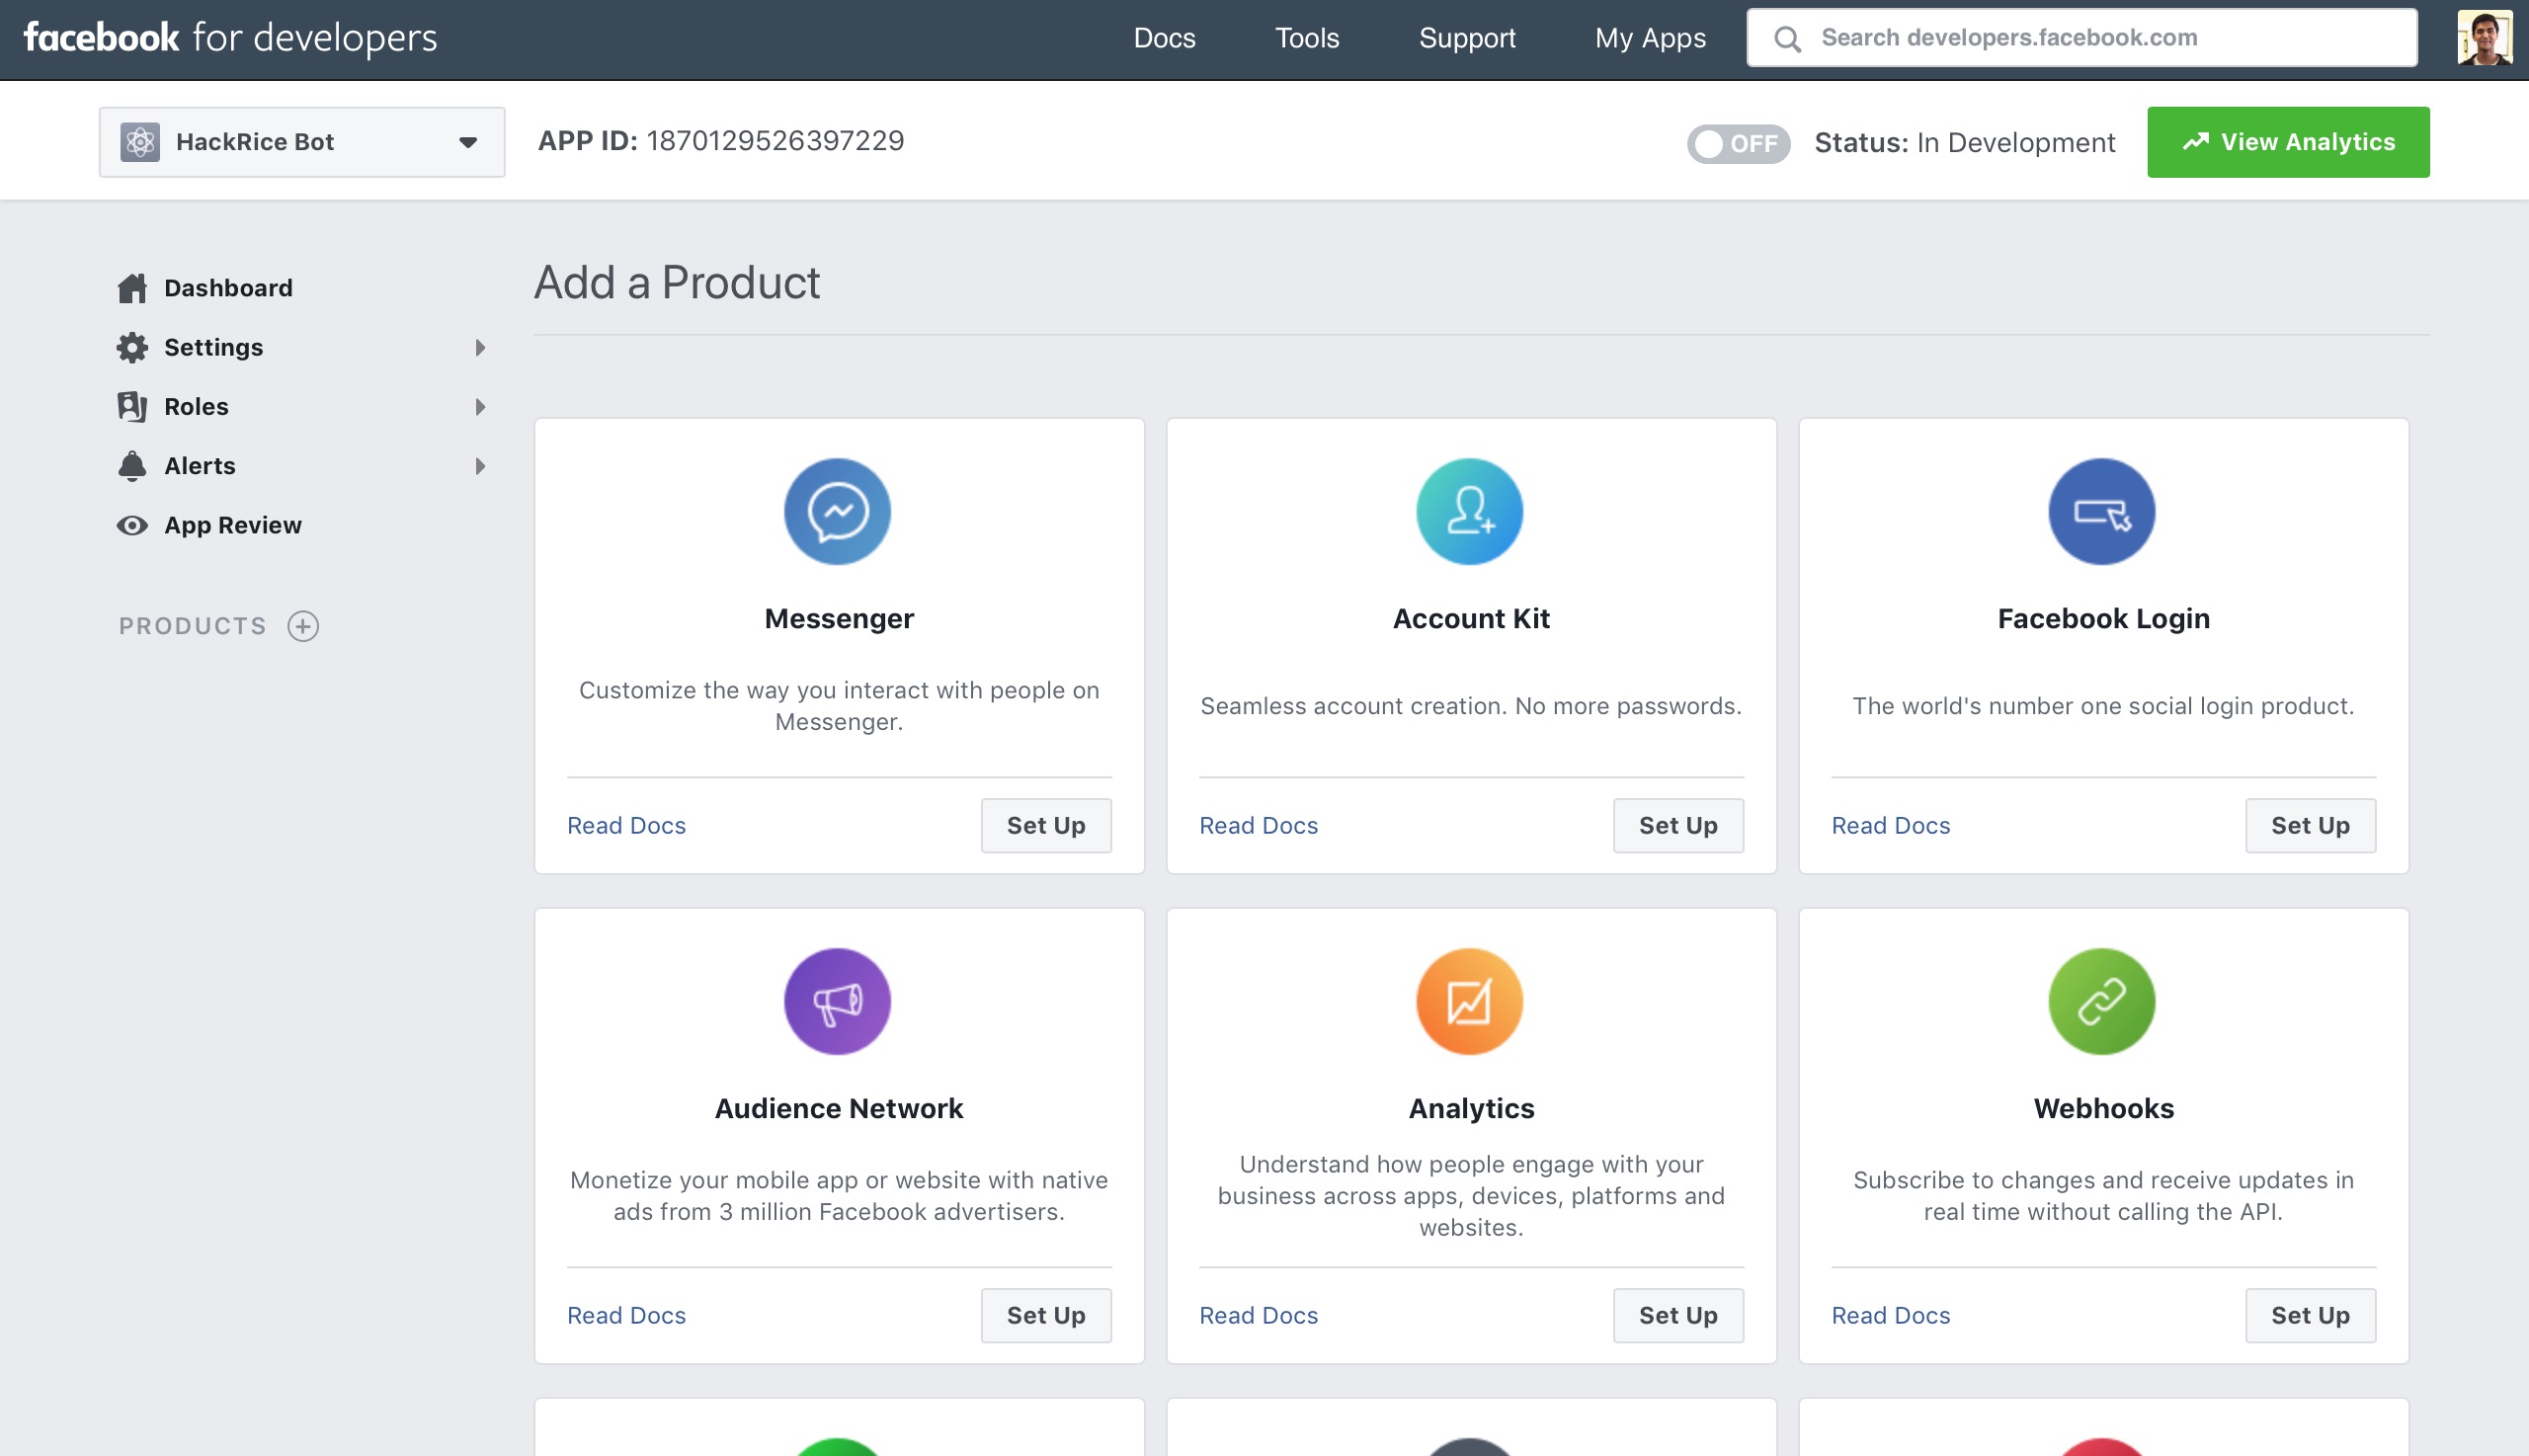 facebook for developers
Docs
Tools
Support
My Apps
Search developers.facebook.com
HackRice Bot
APP ID: 1870129526397229
OFF
Status: In Development
View Analytics
Dashboard
Settings
Roles
Alerts
App Review
PRODUCTS
Add a Product
Messenger
Customize the way you interact with people on
Messenger.
Read Docs
Set Up
Account Kit
Seamless account creation. No more passwords.
Read Docs
Set Up
Facebook Login
The world's number one social login product.
Read Docs
Set Up
Audience Network
Monetize your mobile app or website with native
ads from 3 million Facebook advertisers.
Read Docs
Set Up
Analytics
Understand how people engage with your
business across apps, devices, platforms and
websites.
Read Docs
Set Up
Webhooks
Subscribe to changes and receive updates in
real time without calling the API.
Read Docs
Set Up